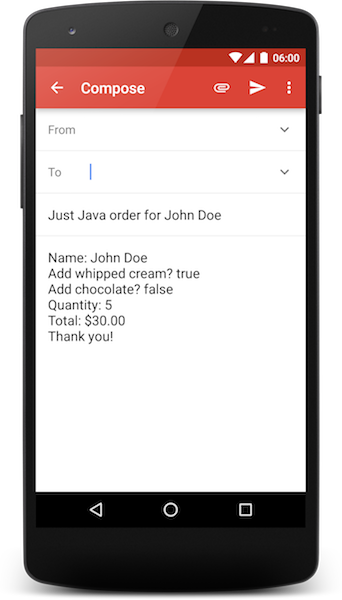 06:00
Compose
From
To
Just Java order for John Doe
Name: John Doe
Add whipped cream? true
Add chocolate? false
Quantity: 5
Total: $30.00
Thank you!